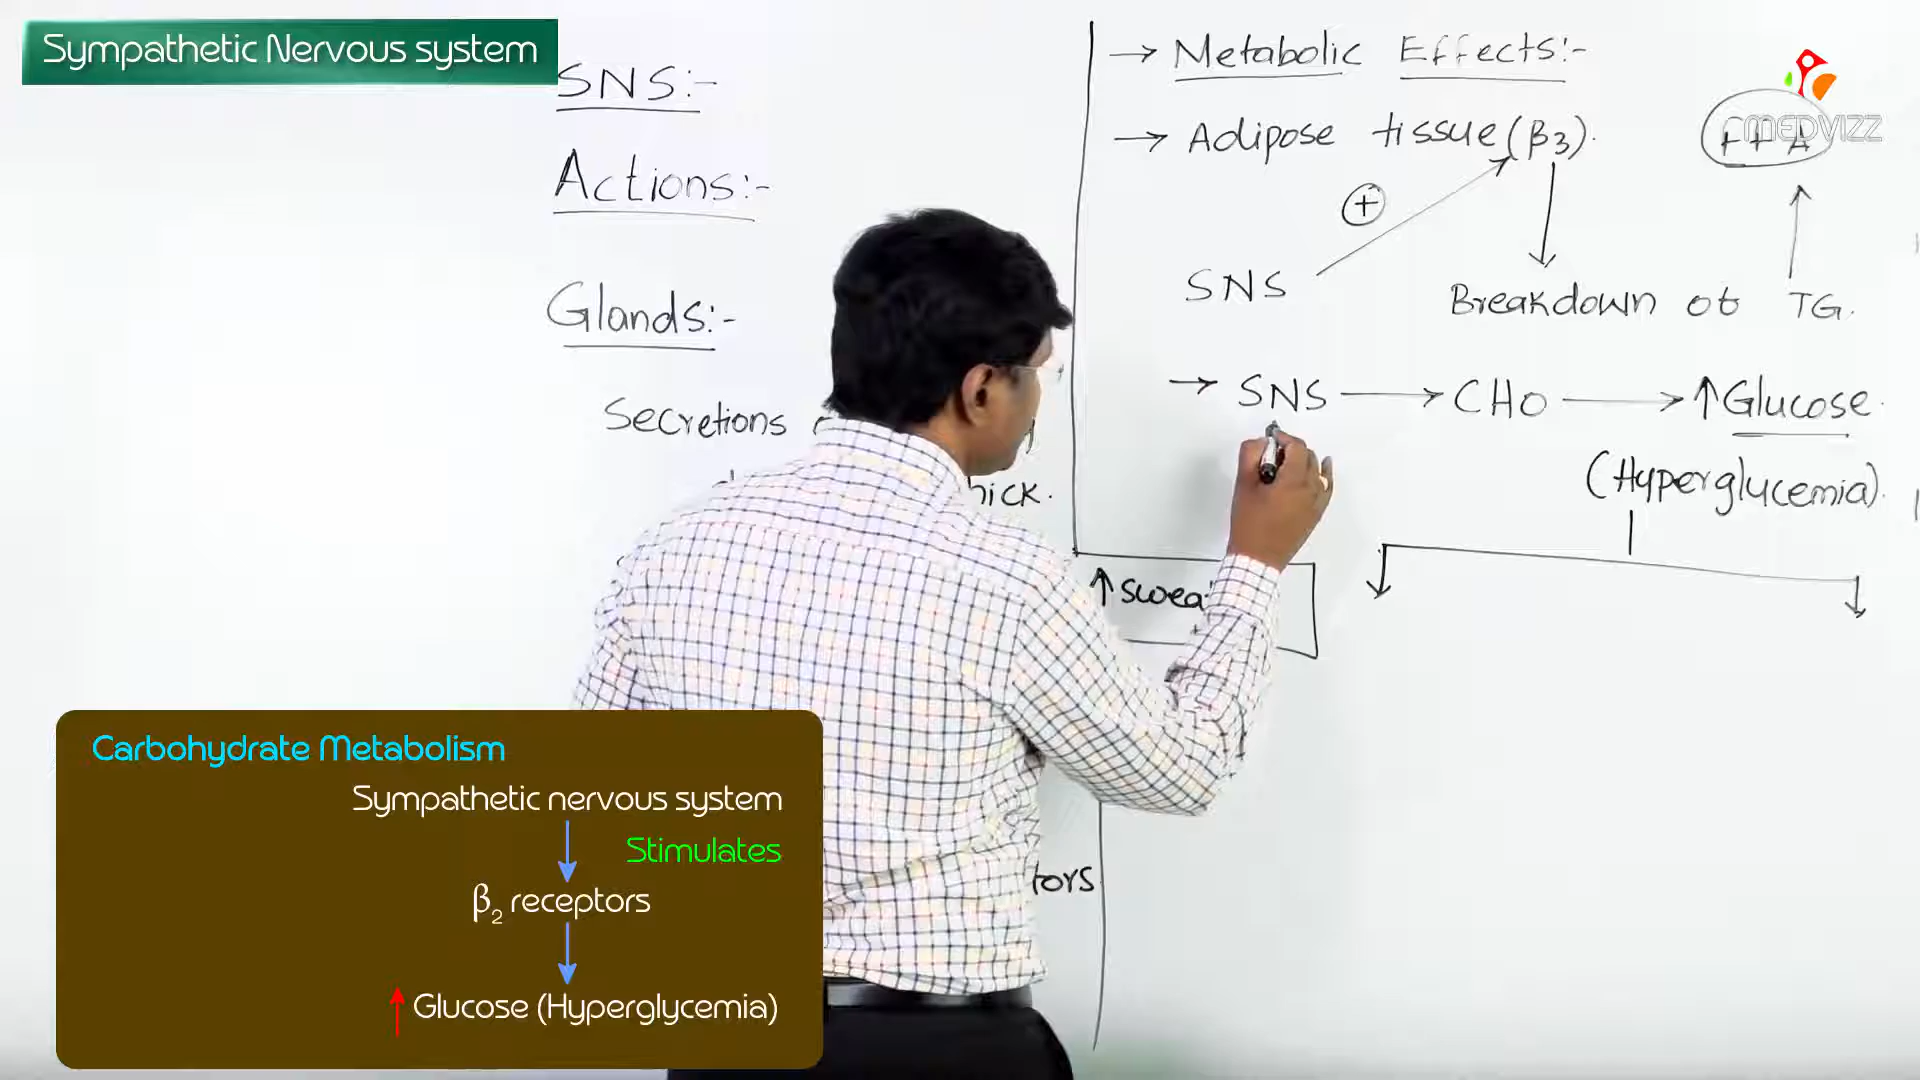 Sympathetic Nervous system
SNS:-
Actions:-
Glands:-
Secretions
hick.
tors
→ Metabolic Effects:-
→ Adipose tissue (β3).
FFA
MEDVIZZ
+
SNS
Breakdown of TG.
→ SNS → CHO → ↑Glucose.
(Hyperglycemia).
↑ swea
Carbohydrate Metabolism
Sympathetic nervous system
Stimulates
β2 receptors
↑ Glucose (Hyperglycemia)